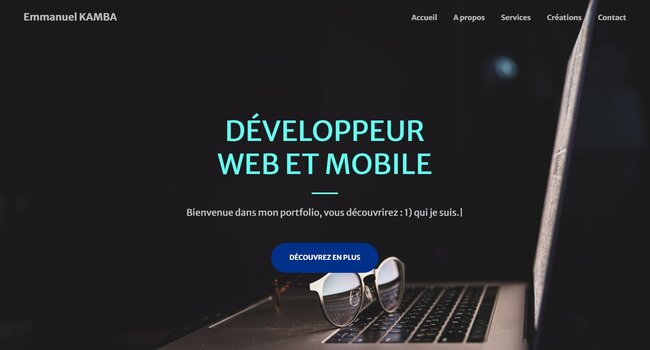 Emmanuel KAMBA
Accueil A propos Services Créations Contact
DÉVELOPPEUR
WEB ET MOBILE
Bienvenue dans mon portfolio, vous découvrirez : 1) qui je suis.|
DÉCOUVREZ EN PLUS